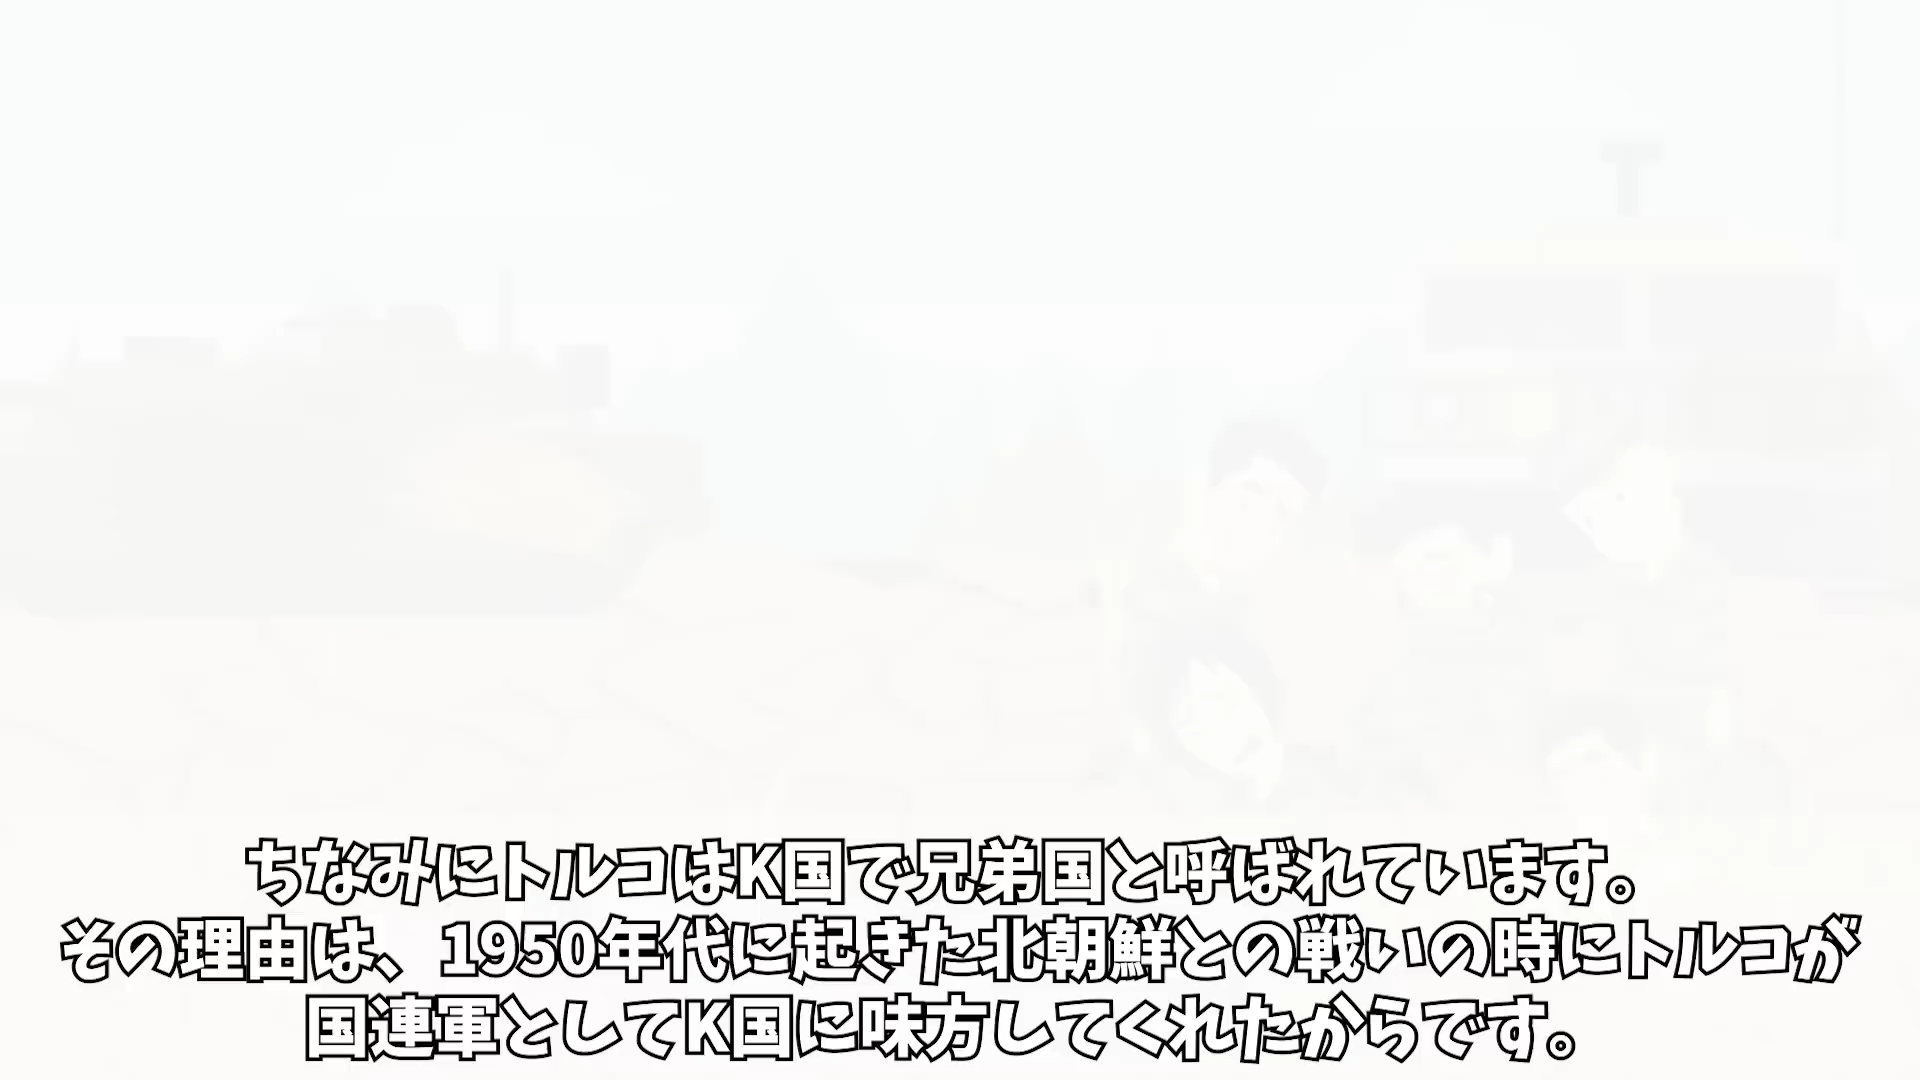 ちなみにトルコはK国で兄弟国と呼ばれています。
その理由は、1950年代に起きた北朝鮮との戦いの時にトルコが
国連軍としてK国に味方してくれたからです。